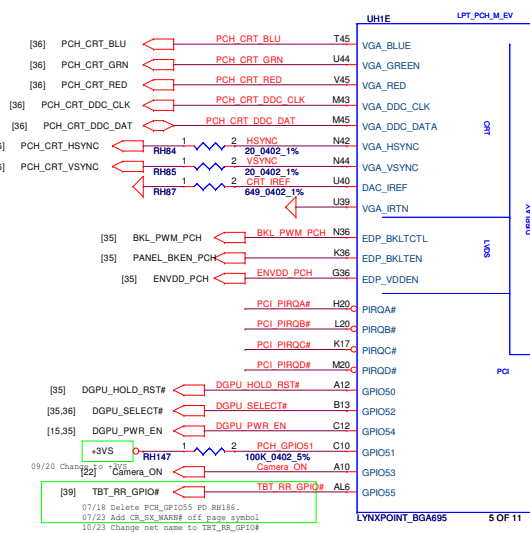 UH1E LPT_PCH_M_EV
[36] PCH_CRT_BLU PCH_CRT_BLU T45 VGA_BLUE
[36] PCH_CRT_GRN PCH_CRT_GRN U44 VGA_GREEN
[36] PCH_CRT_RED PCH_CRT_RED V45 VGA_RED
[36] PCH_CRT_DDC_CLK PCH_CRT_DDC_CLK M43 VGA_DDC_CLK
[36] PCH_CRT_DDC_DAT PCH_CRT_DDC_DAT M45 VGA_DDC_DATA
PCH_CRT_HSYNC 1 2 HSYNC N42 VGA_HSYNC
RH84 20_0402_1%
PCH_CRT_VSYNC 1 2 VSYNC N44 VGA_VSYNC
RH85 20_0402_1%
1 2 CRT_IREF U40 DAC_IREF
RH87 649_0402_1%
U39 VGA_IRTN
CRT
DISPLAY
LVDS
[35] BKL_PWM_PCH BKL_PWM_PCH N36 EDP_BKLTCTL
[35] PANEL_BKEN_PCH K36 EDP_BKLTEN
[35] ENVDD_PCH ENVDD_PCH G36 EDP_VDDEN
PCI_PIRQA# H20 PIRQA#
PCI_PIRQB# L20 PIRQB#
PCI_PIRQC# K17 PIRQC#
PCI_PIRQD# M20 PIRQD#
PCI
[35] DGPU_HOLD_RST# DGPU_HOLD_RST# A12 GPIO50
[35,36] DGPU_SELECT# DGPU_SELECT# B13 GPIO52
[15,35] DGPU_PWR_EN DGPU_PWR_EN C12 GPIO54
+3VS 1 2 PCH_GPIO51 C10 GPIO51
RH147 100K_0402_5%
09/20 Change to +3VS
[22] Camera_ON Camera_ON A10 GPIO53
[39] TBT_RR_GPIO# TBT_RR_GPIO# AL6 GPIO55
07/18 Delete PCH_GPIO55 PD RH186.
07/23 Add CR_SX_WARN# off page symbol
10/23 Change net name to TBT_RR_GPIO#
LYNXPOINT_BGA695 5 OF 11